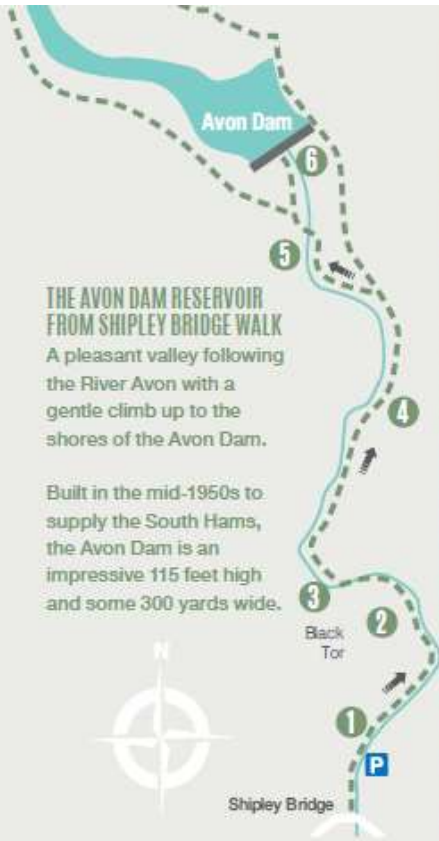 Avon Dam
6
5
THE AVON DAM RESERVOIR
FROM SHIPLEY BRIDGE WALK
A pleasant valley following
the River Avon with a
gentle climb up to the
shores of the Avon Dam.
Built in the mid-1950s to
supply the South Hams,
the Avon Dam is an
impressive 115 feet high
and some 300 yards wide.
4
3
2
Black
Tor
N
1
P
Shipley Bridge